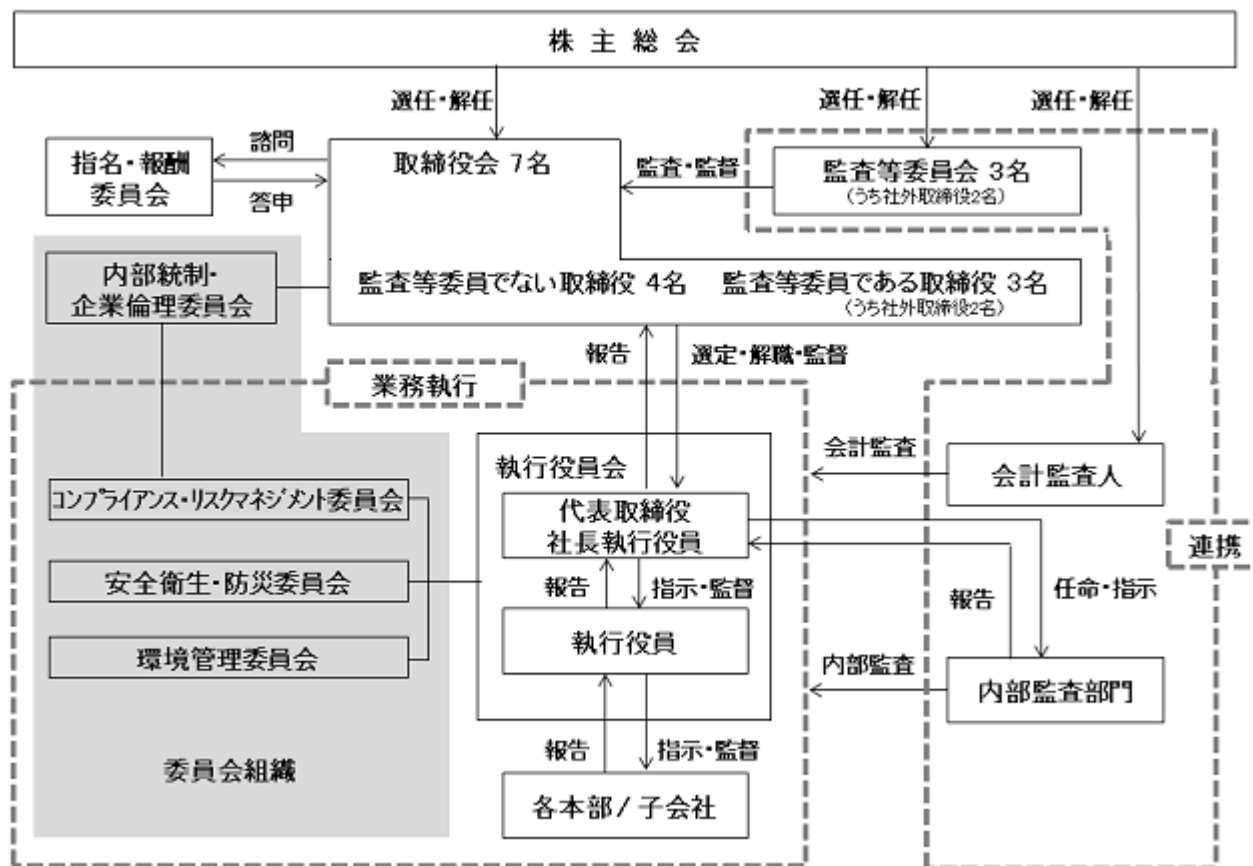 株主総会
選任・解任
選任・解任
選任・解任
指名・報酬
委員会
諮問
答申
取締役会 7名
監査・監督
監査等委員会 3名
(うち社外取締役2名)
内部統制・
企業倫理委員会
監査等委員でない取締役 4名
監査等委員である取締役 3名
(うち社外取締役2名)
報告
選定・解職・監督
業務執行
執行役員会
会計監査
会計監査人
コンプライアンス・リスクマネジメント委員会
代表取締役
社長執行役員
連携
安全衛生・防災委員会
報告
指示・監督
報告
任命・指示
環境管理委員会
執行役員
内部監査
内部監査部門
報告
指示・監督
委員会組織
各本部/子会社